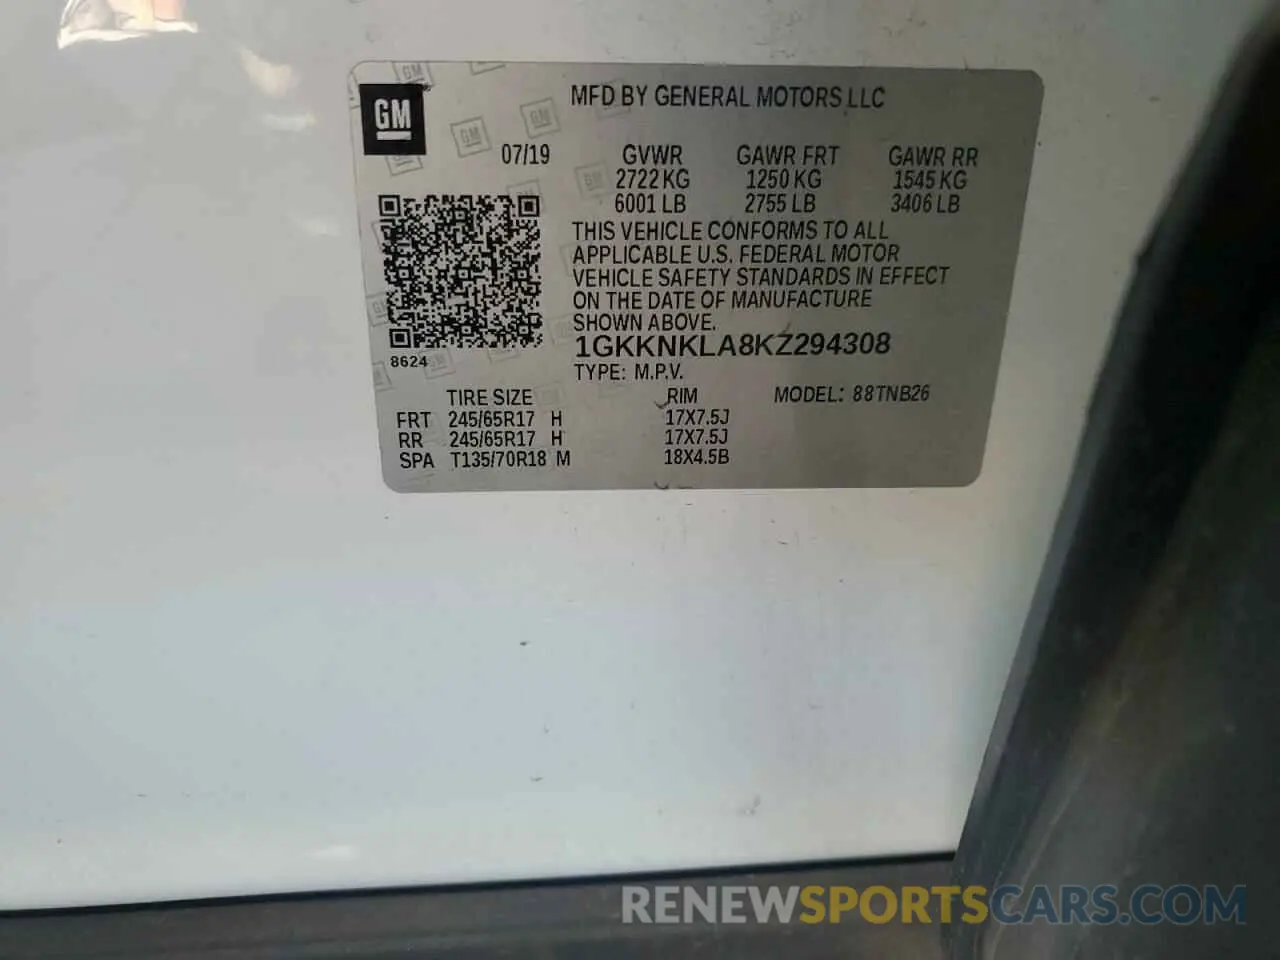 GM
MFD BY GENERAL MOTORS LLC
07/19 GVWR GAWR FRT GAWR RR
2722 KG 1250 KG 1545 KG
6001 LB 2755 LB 3406 LB
THIS VEHICLE CONFORMS TO ALL
APPLICABLE U.S. FEDERAL MOTOR
VEHICLE SAFETY STANDARDS IN EFFECT
ON THE DATE OF MANUFACTURE
SHOWN ABOVE.
1GKKNKLA8KZ294308
8624
TYPE: M.P.V.
TIRE SIZE RIM MODEL: 88TNB26
FRT 245/65R17 H 17X7.5J
RR 245/65R17 H 17X7.5J
SPA T135/70R18 M 18X4.5B
RENEWSPORTSCARS.COM